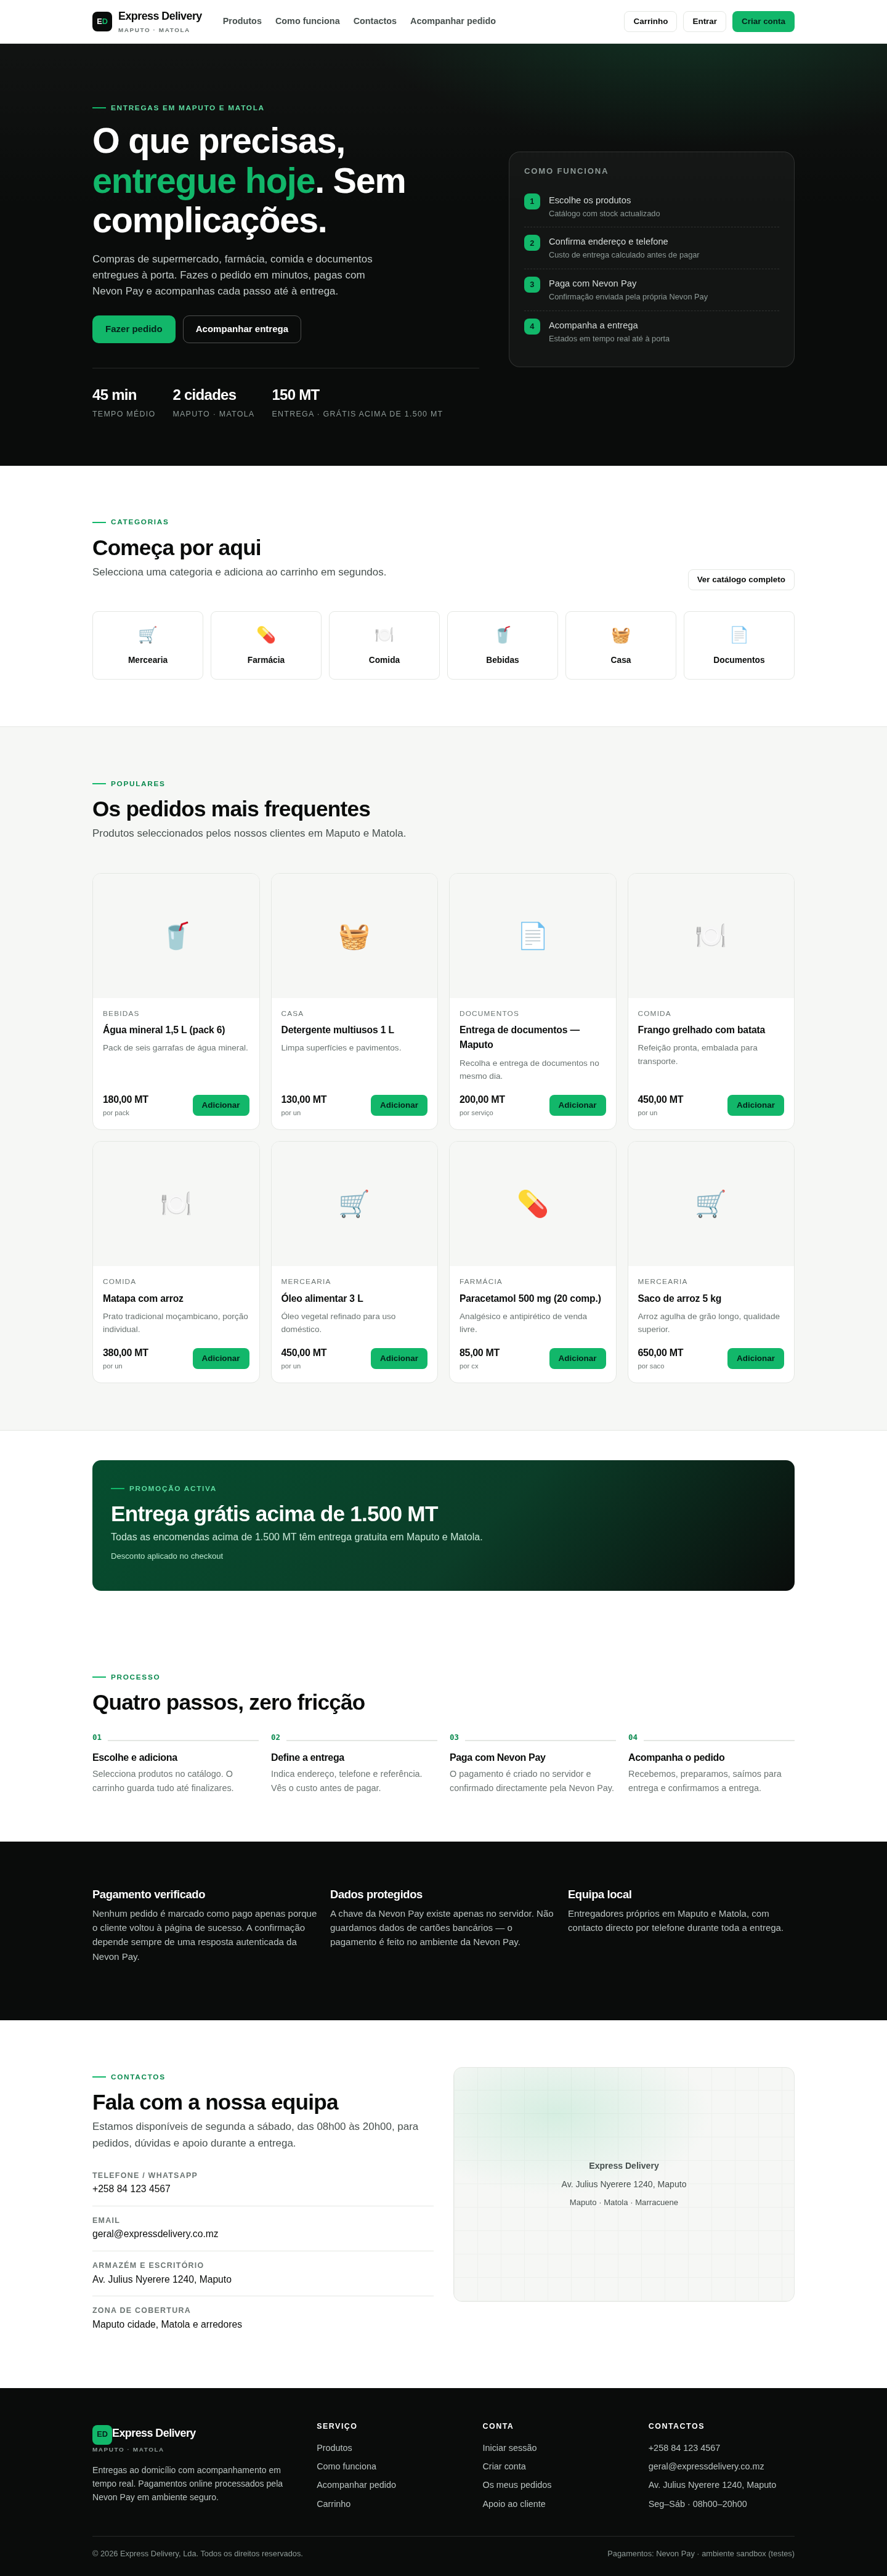 ED
Express Delivery
MAPUTO · MATOLA
Produtos
Como funciona
Contactos
Acompanhar pedido
Carrinho
Entrar
Criar conta
ENTREGAS EM MAPUTO E MATOLA
O que precisas,
entregue hoje. Sem
complicações.
Compras de supermercado, farmácia, comida e documentos
entregues à porta. Fazes o pedido em minutos, pagas com
Nevon Pay e acompanhas cada passo até à entrega.
Fazer pedido
Acompanhar entrega
45 min
TEMPO MÉDIO
2 cidades
MAPUTO · MATOLA
150 MT
ENTREGA · GRÁTIS ACIMA DE 1.500 MT
COMO FUNCIONA
1
Escolhe os produtos
Catálogo com stock actualizado
2
Confirma endereço e telefone
Custo de entrega calculado antes de pagar
3
Paga com Nevon Pay
Confirmação enviada pela própria Nevon Pay
4
Acompanha a entrega
Estados em tempo real até à porta
CATEGORIAS
Começa por aqui
Selecciona uma categoria e adiciona ao carrinho em segundos.
Ver catálogo completo
Mercearia
Farmácia
Comida
Bebidas
Casa
Documentos
POPULARES
Os pedidos mais frequentes
Produtos seleccionados pelos nossos clientes em Maputo e Matola.
BEBIDAS
Água mineral 1,5 L (pack 6)
Pack de seis garrafas de água mineral.
180,00 MT
por pack
Adicionar
CASA
Detergente multiusos 1 L
Limpa superfícies e pavimentos.
130,00 MT
por un
Adicionar
DOCUMENTOS
Entrega de documentos —
Maputo
Recolha e entrega de documentos no
mesmo dia.
200,00 MT
por serviço
Adicionar
COMIDA
Frango grelhado com batata
Refeição pronta, embalada para
transporte.
450,00 MT
por un
Adicionar
COMIDA
Matapa com arroz
Prato tradicional moçambicano, porção
individual.
380,00 MT
por un
Adicionar
MERCEARIA
Óleo alimentar 3 L
Óleo vegetal refinado para uso
doméstico.
450,00 MT
por un
Adicionar
FARMÁCIA
Paracetamol 500 mg (20 comp.)
Analgésico e antipirético de venda
livre.
85,00 MT
por cx
Adicionar
MERCEARIA
Saco de arroz 5 kg
Arroz agulha de grão longo, qualidade
superior.
650,00 MT
por saco
Adicionar
PROMOÇÃO ACTIVA
Entrega grátis acima de 1.500 MT
Todas as encomendas acima de 1.500 MT têm entrega gratuita em Maputo e Matola.
Desconto aplicado no checkout
PROCESSO
Quatro passos, zero fricção
01
Escolhe e adiciona
Selecciona produtos no catálogo. O
carrinho guarda tudo até finalizares.
02
Define a entrega
Indica endereço, telefone e referência.
Vês o custo antes de pagar.
03
Paga com Nevon Pay
O pagamento é criado no servidor e
confirmado directamente pela Nevon Pay.
04
Acompanha o pedido
Recebemos, preparamos, saímos para
entrega e confirmamos a entrega.
Pagamento verificado
Nenhum pedido é marcado como pago apenas porque
o cliente voltou à página de sucesso. A confirmação
depende sempre de uma resposta autenticada da
Nevon Pay.
Dados protegidos
A chave da Nevon Pay existe apenas no servidor. Não
guardamos dados de cartões bancários — o
pagamento é feito no ambiente da Nevon Pay.
Equipa local
Entregadores próprios em Maputo e Matola, com
contacto directo por telefone durante toda a entrega.
CONTACTOS
Fala com a nossa equipa
Estamos disponíveis de segunda a sábado, das 08h00 às 20h00, para
pedidos, dúvidas e apoio durante a entrega.
TELEFONE / WHATSAPP
+258 84 123 4567
EMAIL
geral@expressdelivery.co.mz
ARMAZÉM E ESCRITÓRIO
Av. Julius Nyerere 1240, Maputo
ZONA DE COBERTURA
Maputo cidade, Matola e arredores
Express Delivery
Av. Julius Nyerere 1240, Maputo
Maputo · Matola · Marracuene
ED
Express Delivery
MAPUTO · MATOLA
Entregas ao domicílio com acompanhamento em
tempo real. Pagamentos online processados pela
Nevon Pay em ambiente seguro.
SERVIÇO
Produtos
Como funciona
Acompanhar pedido
Carrinho
CONTA
Iniciar sessão
Criar conta
Os meus pedidos
Apoio ao cliente
CONTACTOS
+258 84 123 4567
geral@expressdelivery.co.mz
Av. Julius Nyerere 1240, Maputo
Seg–Sáb · 08h00–20h00
© 2026 Express Delivery, Lda. Todos os direitos reservados.
Pagamentos: Nevon Pay · ambiente sandbox (testes)